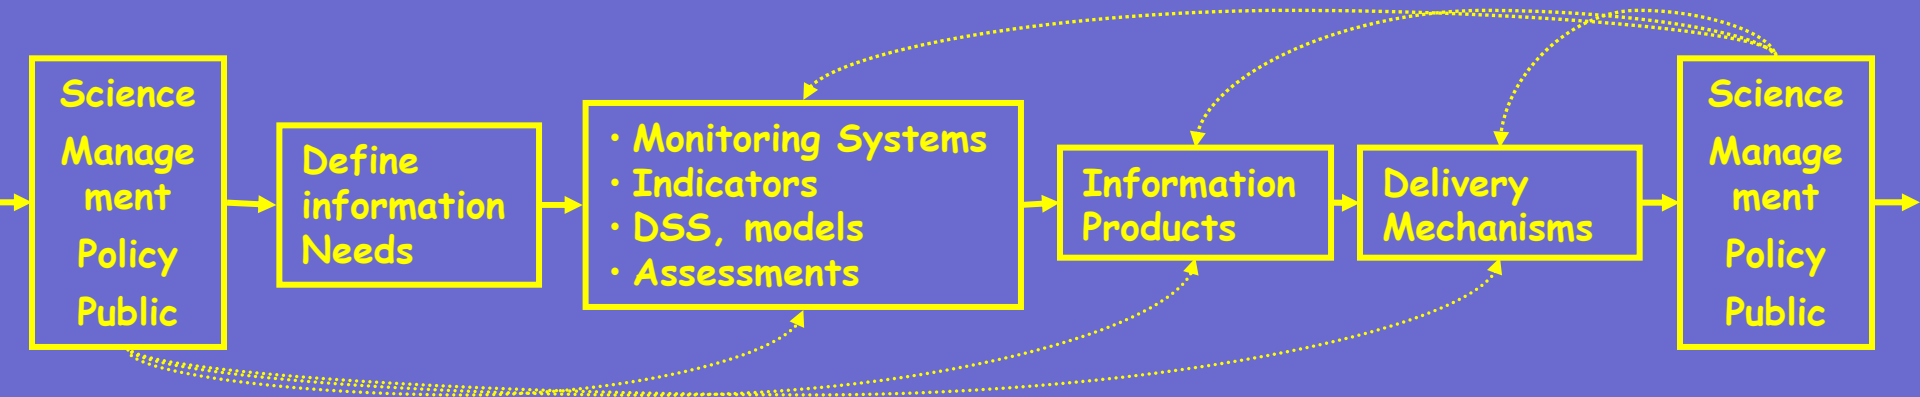 Science
Manage
ment
Policy
Public
Define
information
Needs
• Monitoring Systems
• Indicators
• DSS, models
• Assessments
Information
Products
Delivery
Mechanisms
Science
Manage
ment
Policy
Public